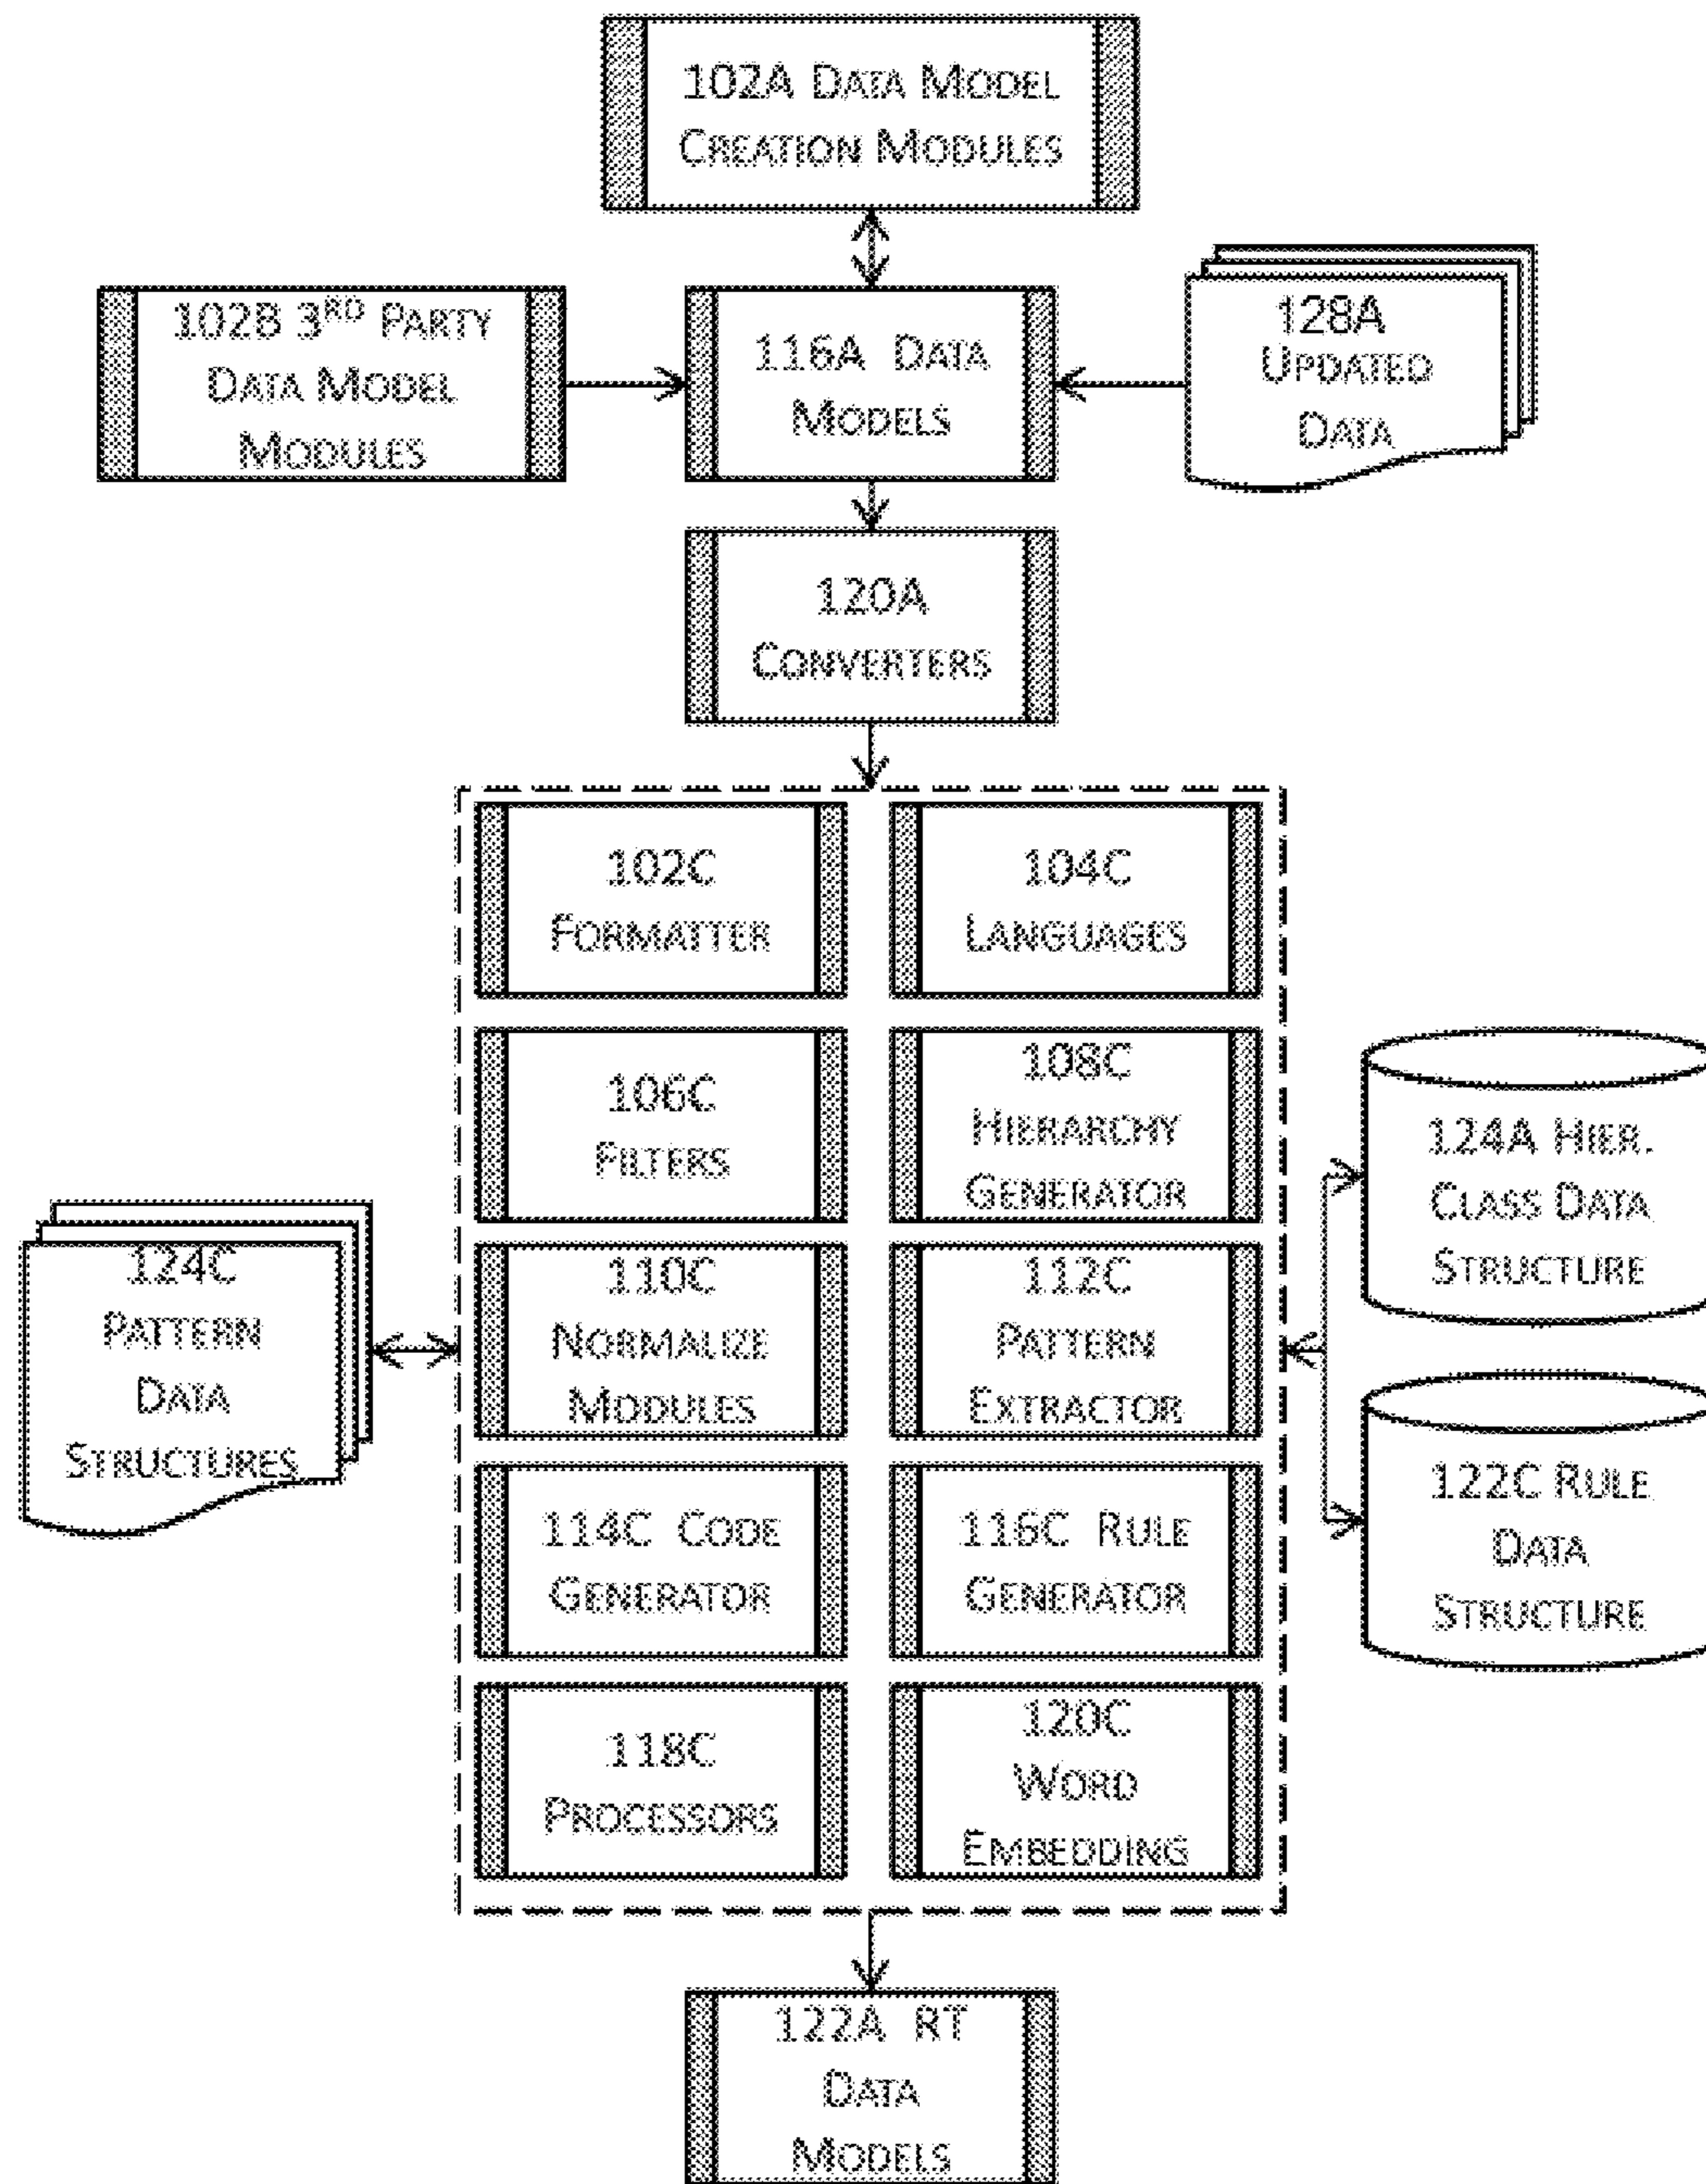 102A DATA MODEL
CREATION MODULES
102B 3RD PARTY
DATA MODEL
MODULES
116A DATA
MODELS
128A
UPDATED
DATA
120A
CONVERTERS
102C
FORMATTER
104C
LANGUAGES
106C
FILTERS
108C
HIERARCHY
GENERATOR
124A HIER.
CLASS DATA
STRUCTURE
124C
PATTERN
DATA
STRUCTURES
110C
NORMALIZE
MODULES
112C
PATTERN
EXTRACTOR
122C RULE
DATA
STRUCTURE
114C CODE
GENERATOR
116C RULE
GENERATOR
118C
PROCESSORS
120C
WORD
EMBEDDING
122A RT
DATA
MODELS